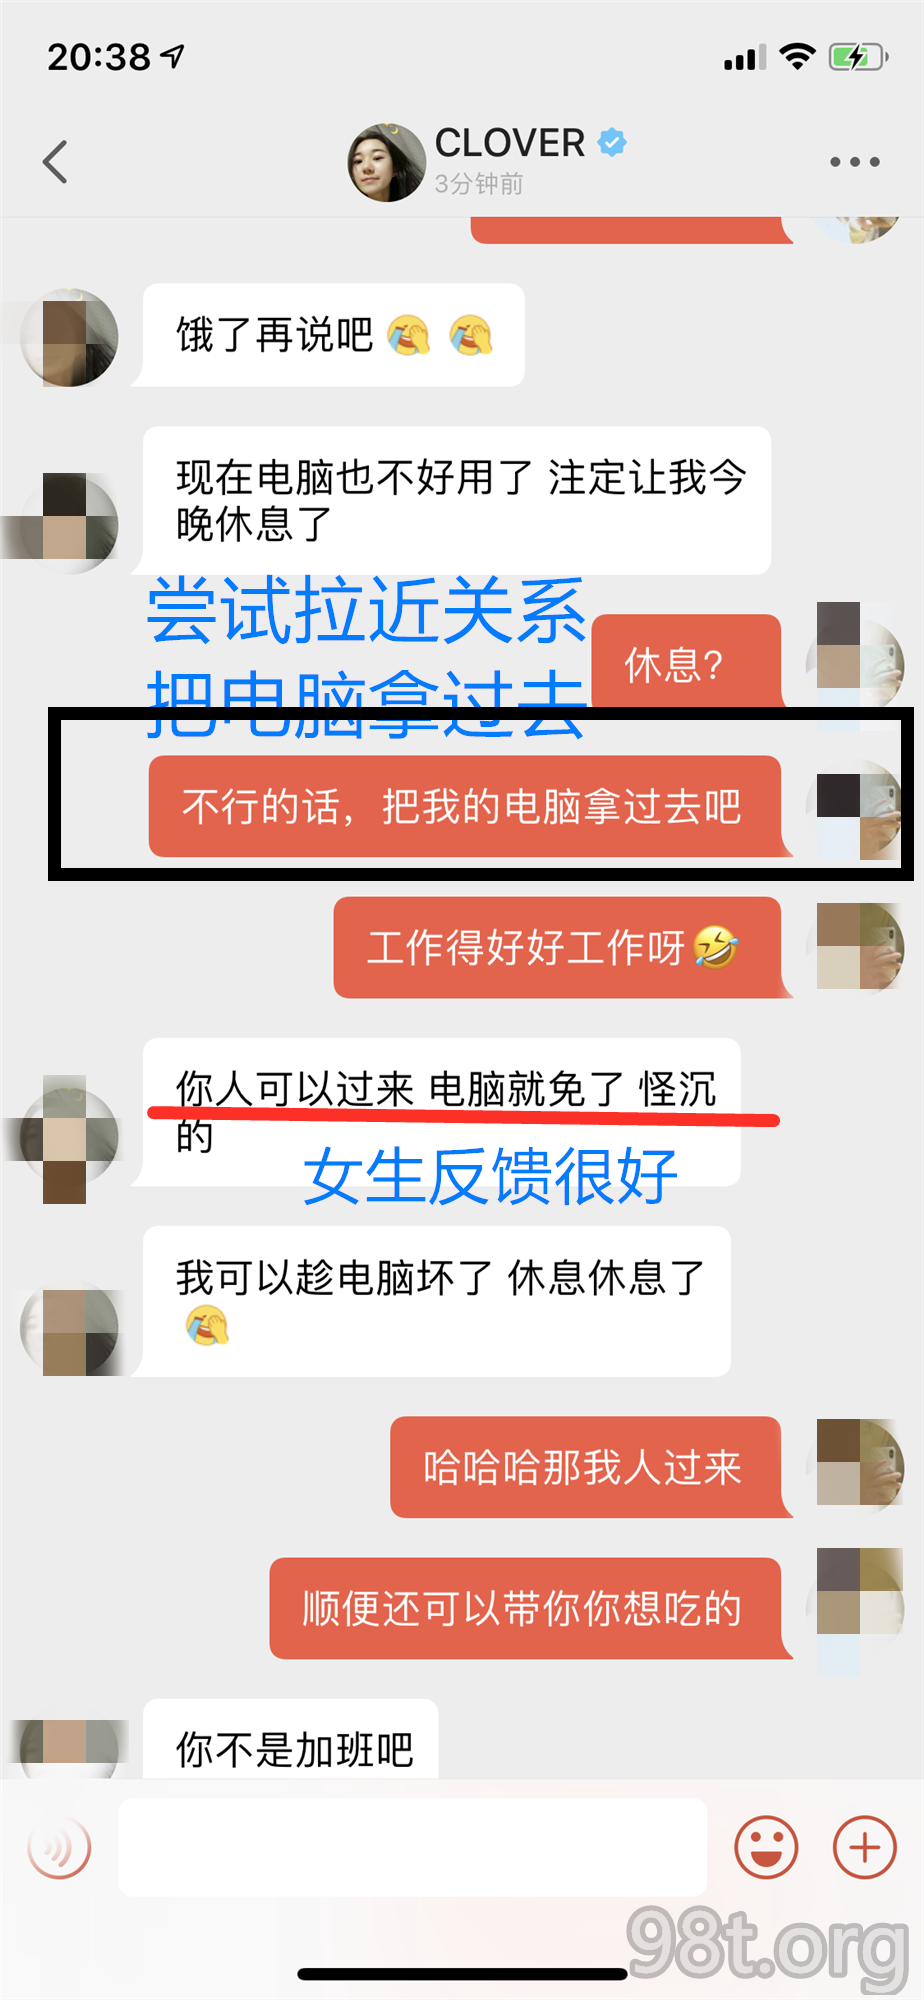 20:38
CLOVER
3分钟前
饿了再说吧
现在电脑也不好用了 注定让我今
晚休息了
尝试拉近关系
休息?
把电脑拿过去
不行的话，把我的电脑拿过去吧
工作得好好工作呀
你人可以过来 电脑就免了 怪沉
的
女生反馈很好
我可以趁电脑坏了 休息休息了
哈哈哈那我人过来
顺便还可以带你你想吃的
你不是加班吧
98t.org